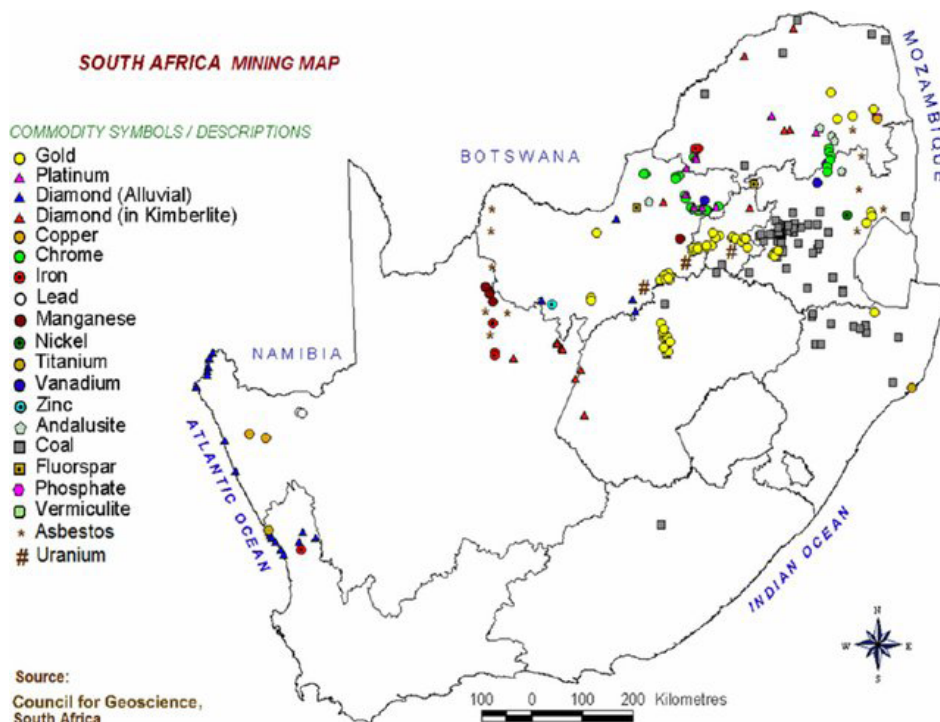 SOUTH AFRICA MINING MAP
COMMODITY SYMBOLS / DESCRIPTIONS
Gold
Platinum
Diamond (Alluvial)
Diamond (in Kimberlite)
Copper
Chrome
Iron
Lead
Manganese
Nickel
Titanium
Vanadium
Zinc
Andalusite
Coal
Fluorspar
Phosphate
Vermiculite
Asbestos
# Uranium
BOTSWANA
MOZAMBIQUE
NAMIBIA
ATLANTIC OCEAN
INDIAN OCEAN
N
W E
S
Source:
Council for Geoscience,
South Africa
100 0 100 200 Kilometres